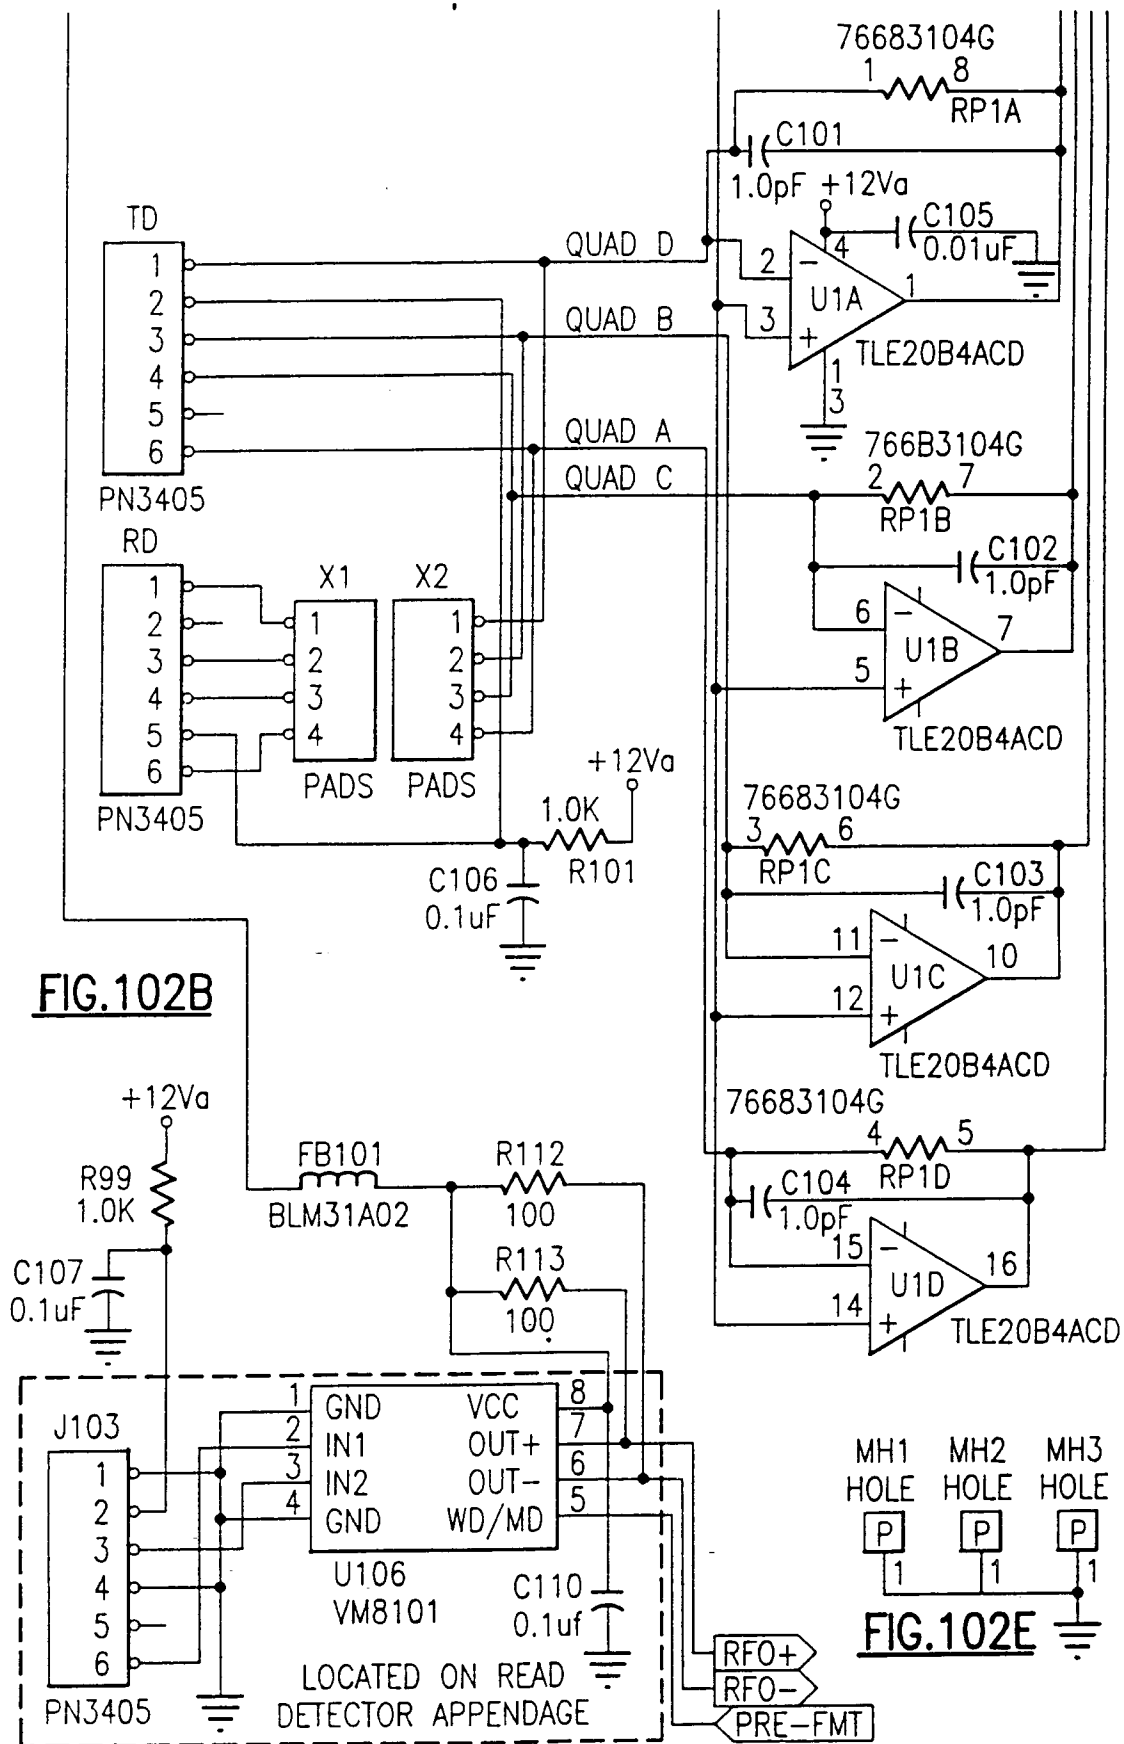 76683104G
1 8
RP1A
C101
1.0pF +12Va
TD
C105
4
0.01uF
QUAD D
1
2
3
4
5
6
2 −
U1A
1
3 +
TLE20B4ACD
1
3
QUAD B
QUAD A
QUAD C
PN3405
766B3104G
2 7
RP1B
C102
1.0pF
RD
1
2
3
4
5
6
PN3405
X1
1
2
3
4
PADS
X2
1
2
3
4
PADS
6 −
U1B
7
5 +
TLE20B4ACD
+12Va
1.0K
R101
C106
0.1uF
76683104G
3 6
RP1C
C103
1.0pF
11 −
U1C
10
12 +
TLE20B4ACD
FIG.102B
76683104G
4 5
RP1D
C104
1.0pF
15 −
U1D
16
14 +
TLE20B4ACD
+12Va
R99
1.0K
C107
0.1uF
FB101
BLM31A02
R112
100
R113
100
J103
1
2
3
4
5
6
PN3405
1 GND VCC 8
2 IN1 OUT+ 7
3 IN2 OUT− 6
4 GND WD/MD 5
U106
VM8101
C110
0.1uf
LOCATED ON READ
DETECTOR APPENDAGE
RFO+
RFO−
PRE−FMT
MH1 MH2 MH3
HOLE HOLE HOLE
P P P
1 1 1
FIG.102E